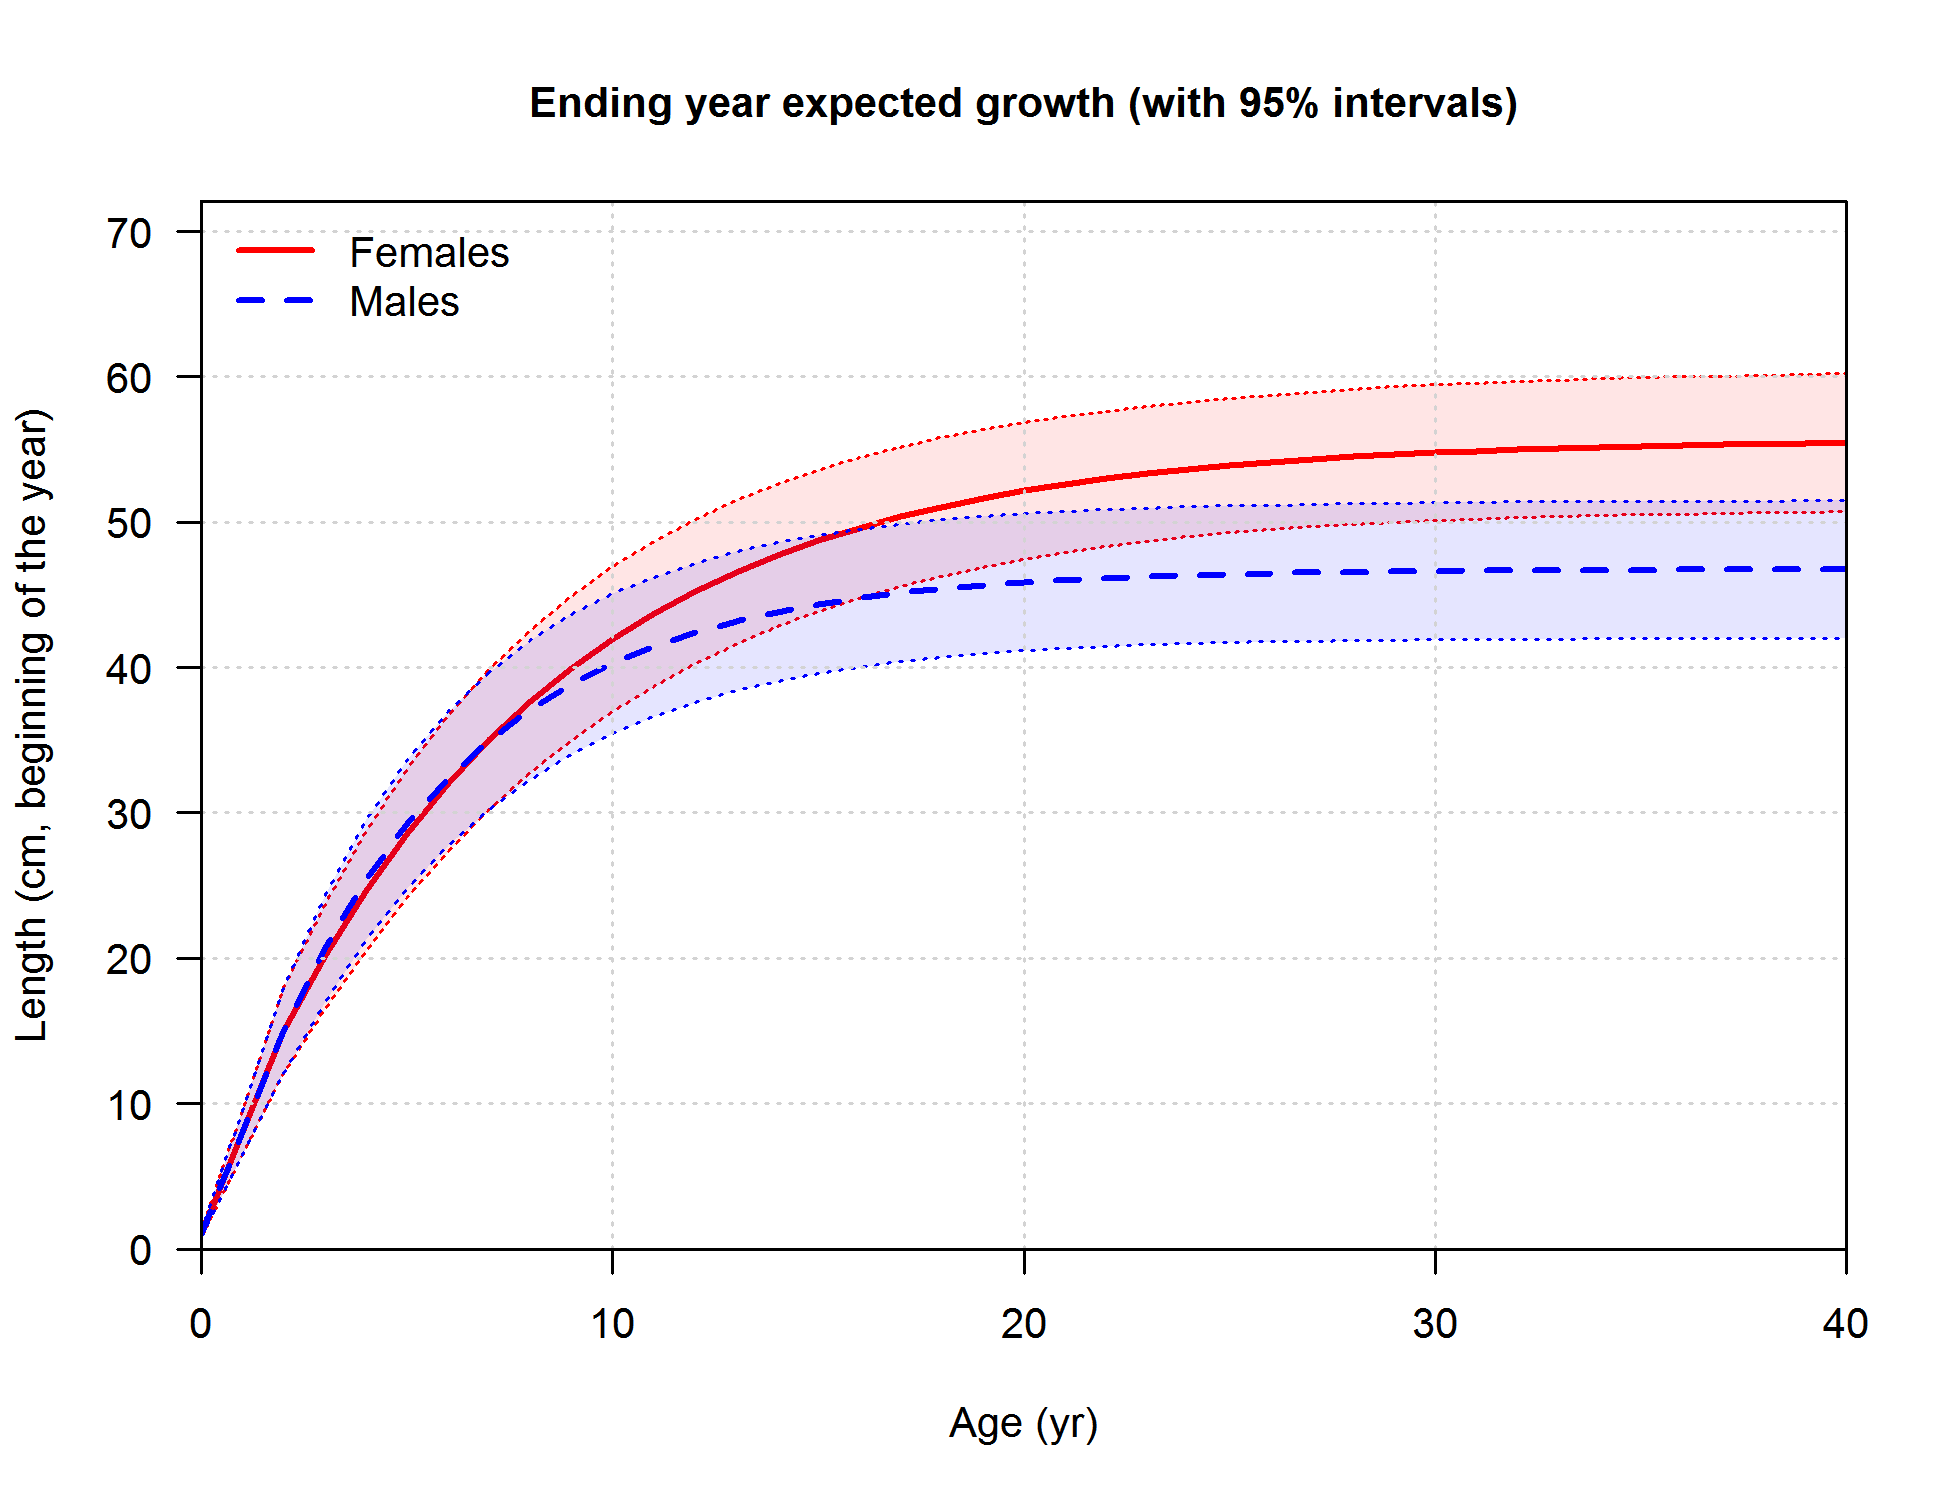 Ending year expected growth (with 95% intervals)
Females
Males
70
60
50
40
30
20
10
0
Length (cm, beginning of the year)
0 10 20 30 40
Age (yr)